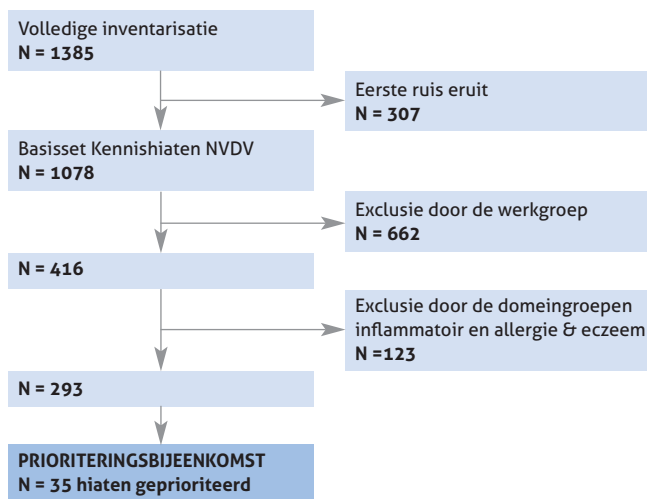 Volledige inventarisatie
N = 1385
Eerste ruis eruit
N = 307
Basisset Kennishiaten NVDV
N = 1078
Exclusie door de werkgroep
N = 662
N = 416
Exclusie door de domeingroepen
inflammatoir en allergie & eczeem
N =123
N = 293
PRIORITERINGSBIJEENKOMST
N = 35 hiaten geprioriteerd